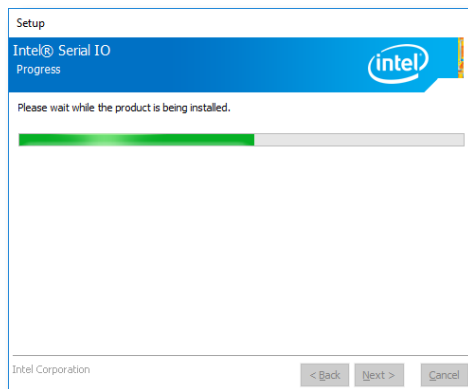 Setup
Intel® Serial IO
Progress
intel
Please wait while the product is being installed.
Intel Corporation
< Back
Next >
Cancel